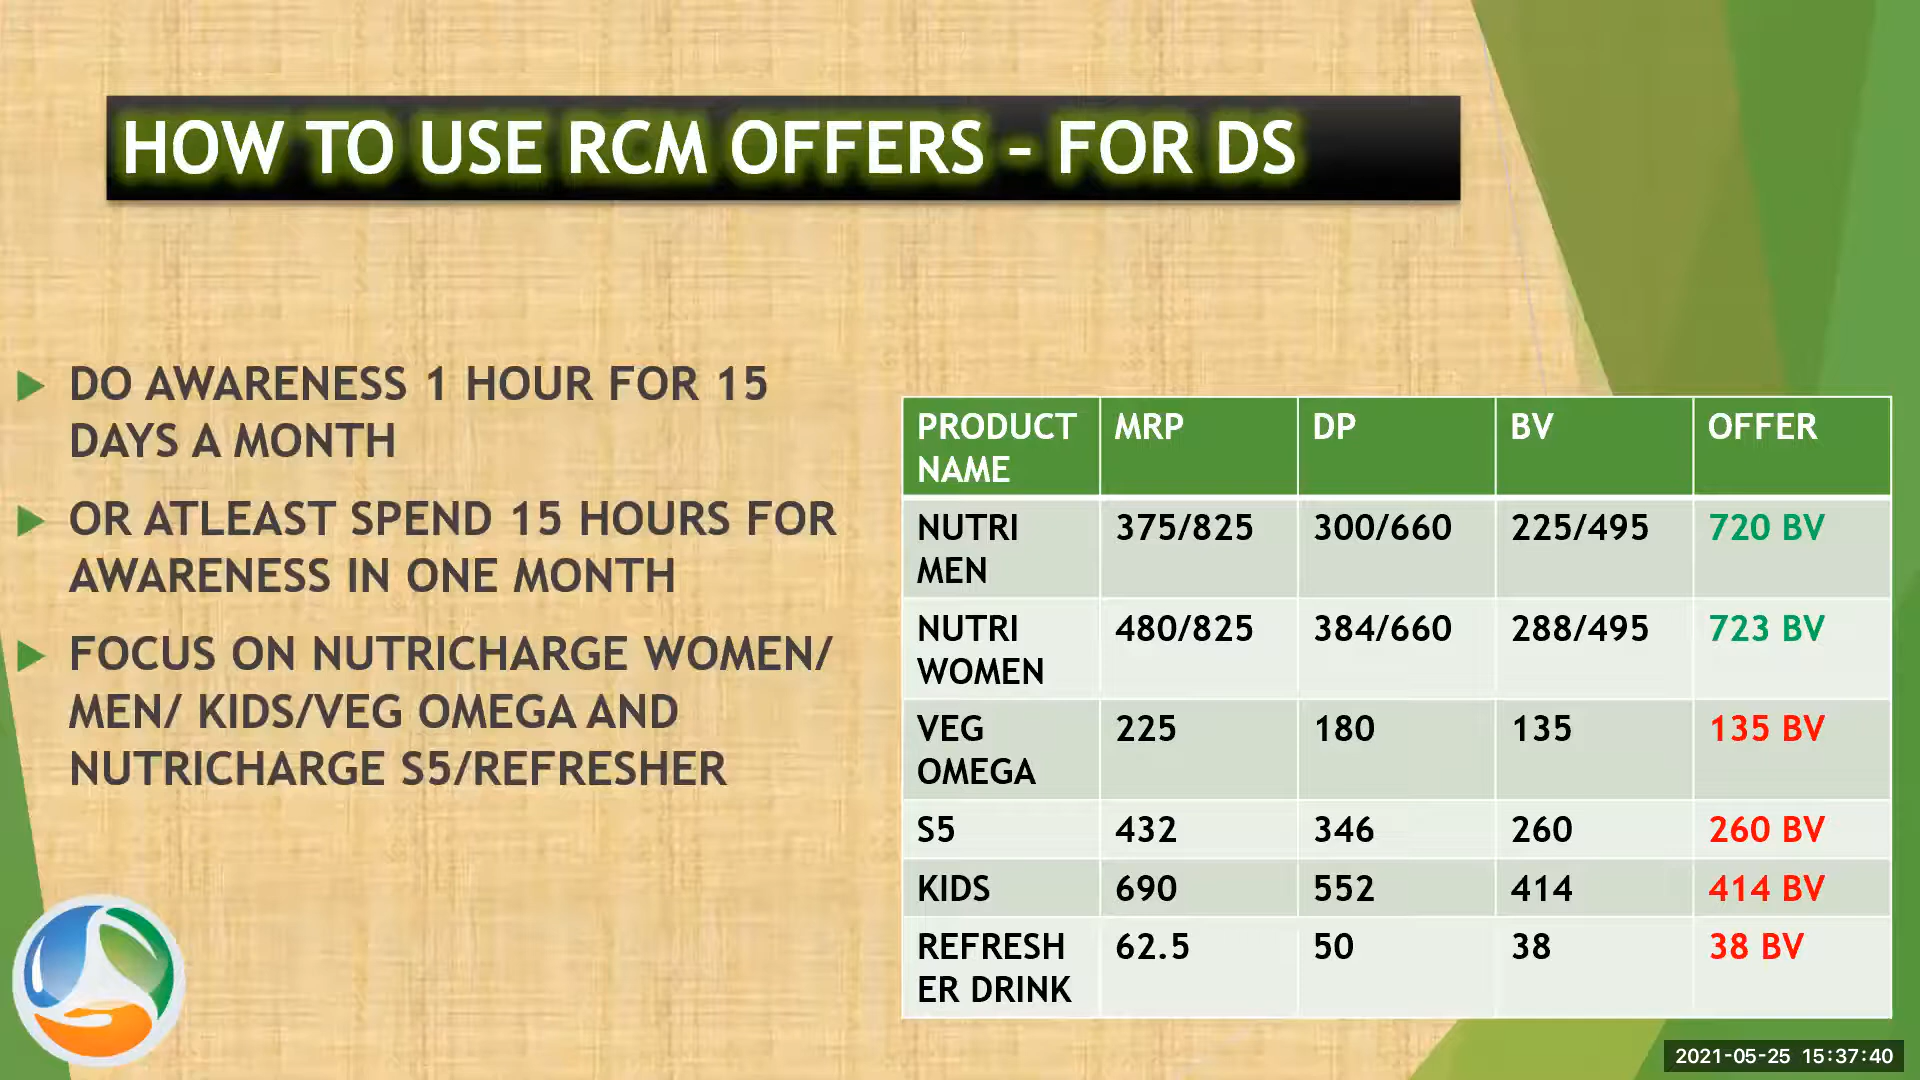 HOW TO USE RCM OFFERS - FOR DS
DO AWARENESS 1 HOUR FOR 15
DAYS A MONTH
OR ATLEAST SPEND 15 HOURS FOR
AWARENESS IN ONE MONTH
FOCUS ON NUTRICHARGE WOMEN/
MEN/ KIDS/VEG OMEGA AND
NUTRICHARGE S5/REFRESHER
PRODUCT MRP DP BV OFFER
NAME
NUTRI 375/825 300/660 225/495 720 BV
MEN
NUTRI 480/825 384/660 288/495 723 BV
WOMEN
VEG 225 180 135 135 BV
OMEGA
S5 432 346 260 260 BV
KIDS 690 552 414 414 BV
REFRESH 62.5 50 38 38 BV
ER DRINK
2021-05-25 15:37:40